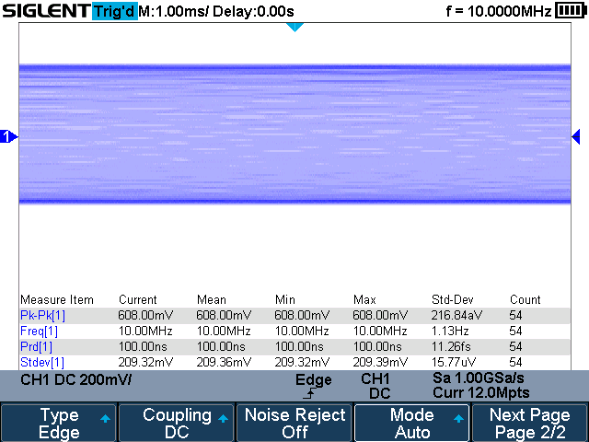 SIGLENT Trig'd M:1.00ms/ Delay:0.00s f = 10.0000MHz
1
Measure Item Current Mean Min Max Std-Dev Count
Pk-Pk[1] 608.00mV 608.00mV 608.00mV 608.00mV 216.84aV 54
Freq[1] 10.00MHz 10.00MHz 10.00MHz 10.00MHz 1.13Hz 54
Prd[1] 100.00ns 100.00ns 100.00ns 100.00ns 11.26fs 54
Stdev[1] 209.32mV 209.36mV 209.32mV 209.39mV 15.77uV 54
CH1 DC 200mV/ Edge CH1 Sa 1.00GSa/s
DC Curr 12.0Mpts
Type Coupling Noise Reject Mode Next Page
Edge DC Off Auto Page 2/2